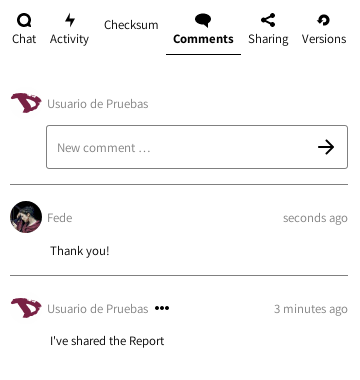 Chat Activity Checksum Comments Sharing Versions
Usuario de Pruebas
New comment ...
Fede seconds ago
Thank you!
Usuario de Pruebas ••• 3 minutes ago
I've shared the Report